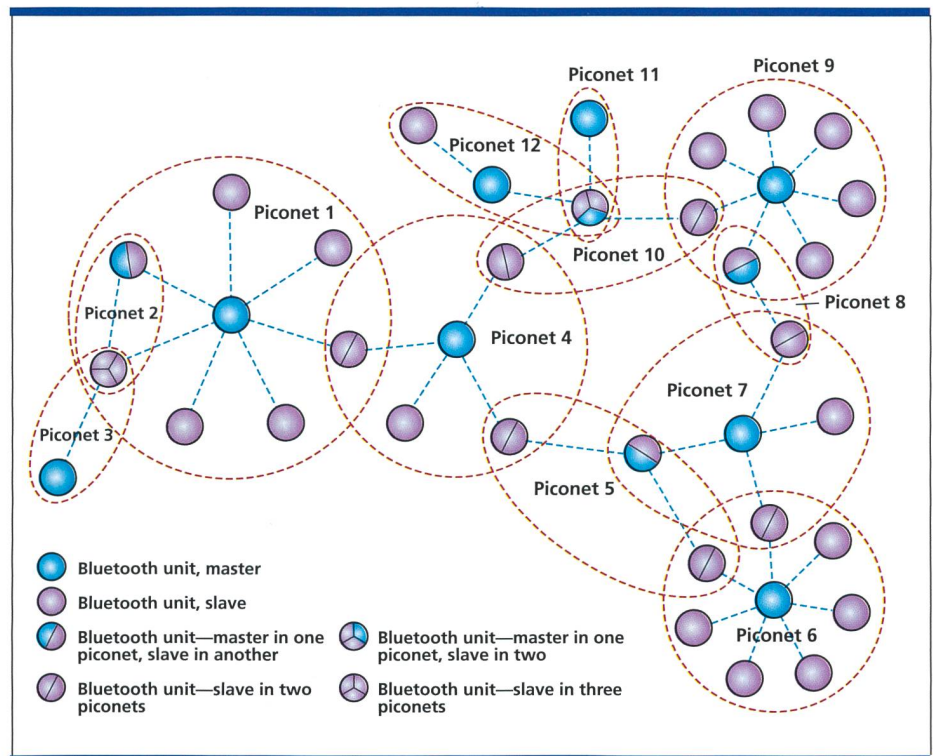 Piconet 11
Piconet 9
Piconet 12
Piconet 1
Piconet 10
Piconet 2
Piconet 8
Piconet 4
Piconet 7
Piconet 3
Piconet 5
Piconet 6
Bluetooth unit, master
Bluetooth unit, slave
Bluetooth unit—master in one
piconet, slave in another
Bluetooth unit—slave in two
piconets
Bluetooth unit—master in one
piconet, slave in two
Bluetooth unit—slave in three
piconets